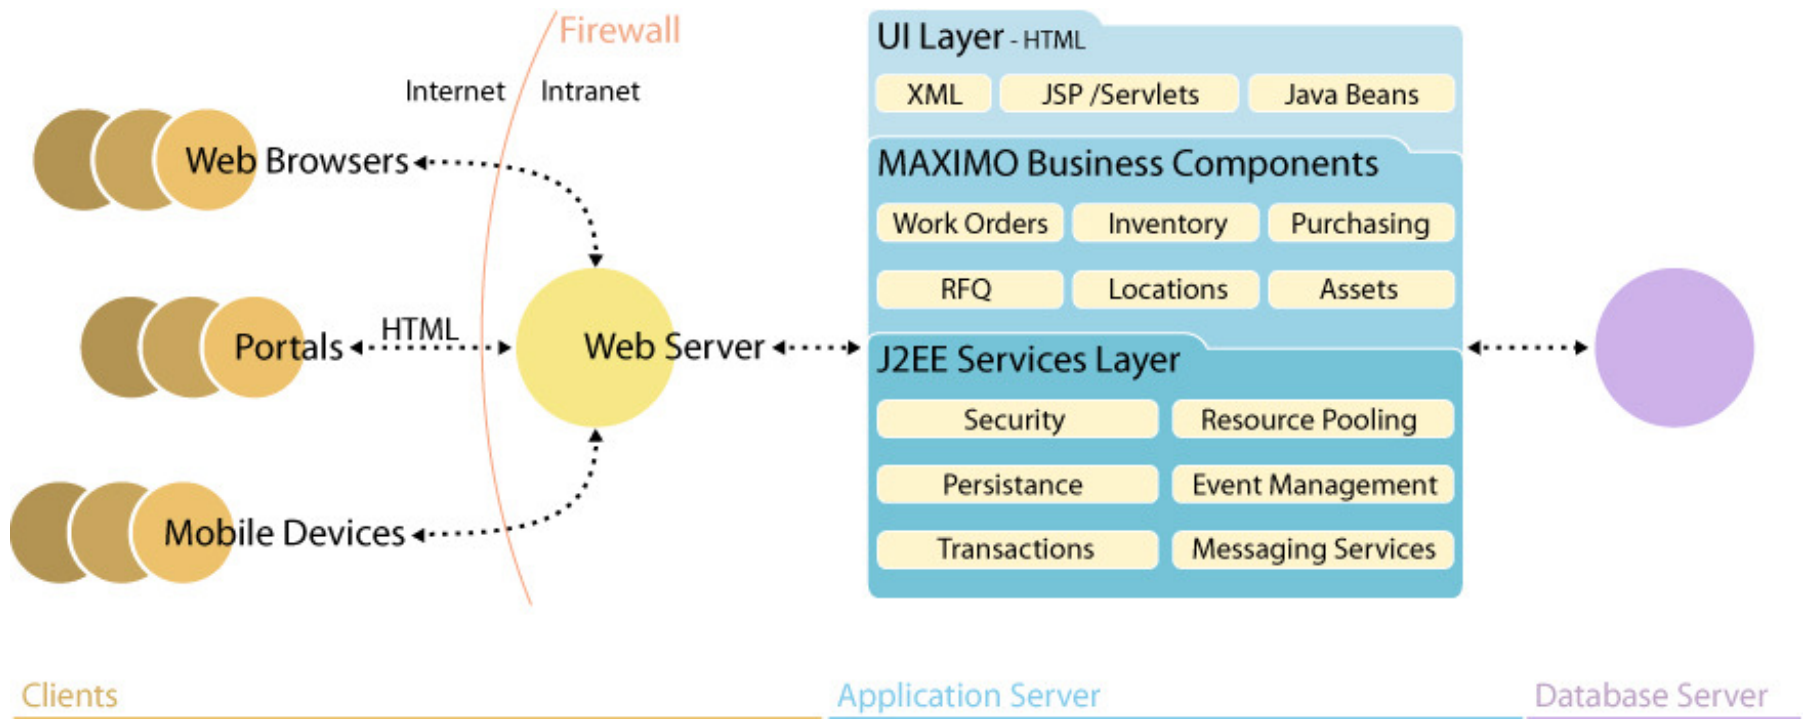 Firewall
Internet
Intranet
Web Browsers
Portals
HTML
Mobile Devices
Web Server
UI Layer - HTML
XML
JSP /Servlets
Java Beans
MAXIMO Business Components
Work Orders
Inventory
Purchasing
RFQ
Locations
Assets
J2EE Services Layer
Security
Resource Pooling
Persistance
Event Management
Transactions
Messaging Services
Clients
Application Server
Database Server